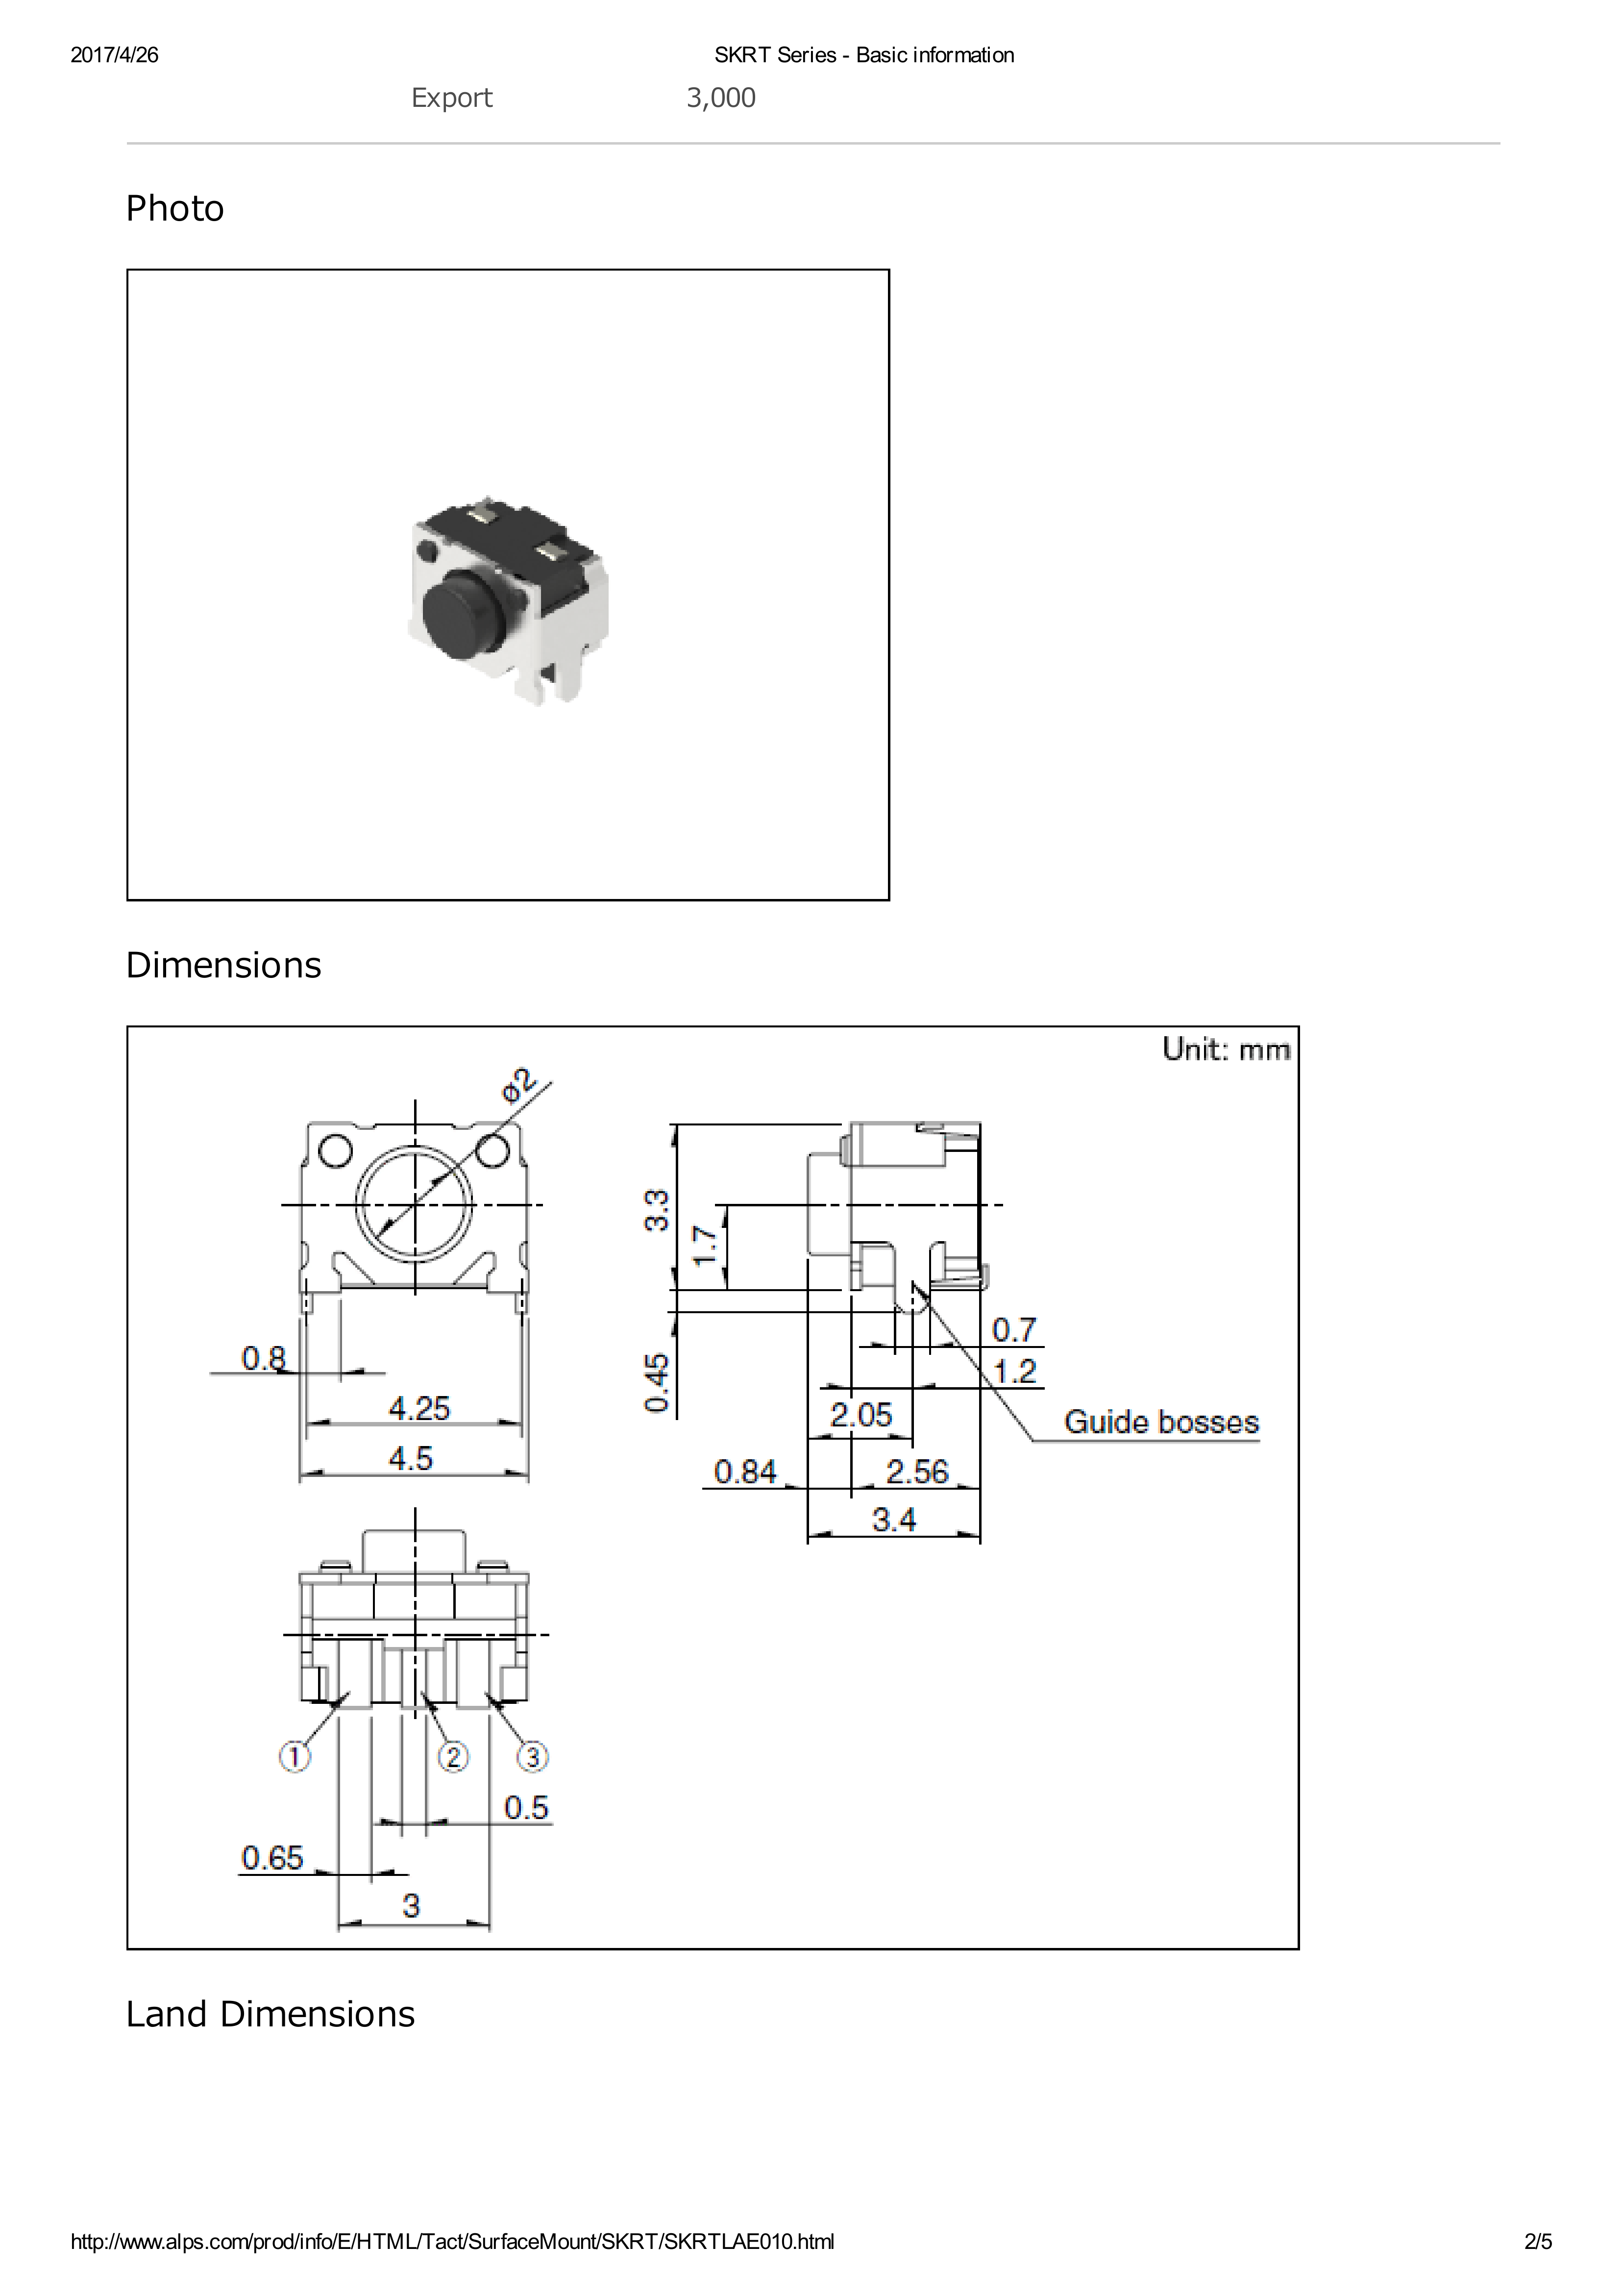 2017/4/26
SKRT Series - Basic information
Export 3,000
Photo
Dimensions
Unit: mm
ø2
3.3
1.7
0.45
0.8
4.25
4.5
0.7
1.2
2.05
Guide bosses
0.84
2.56
3.4
①
②
③
0.5
0.65
3
Land Dimensions
http://www.alps.com/prod/info/E/HTML/Tact/SurfaceMount/SKRT/SKRTLAE010.html
2/5